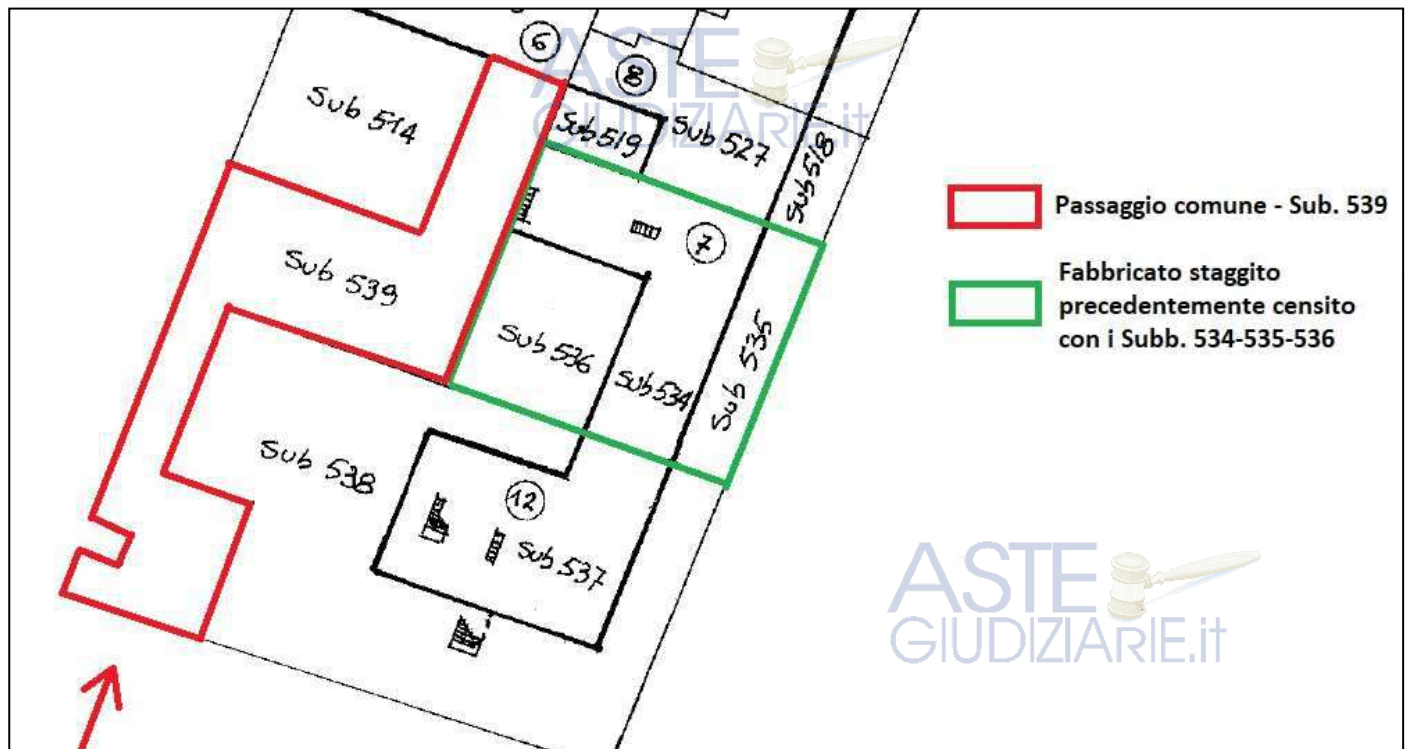 6
8
ASTE
GIUDIZIARIE.it
Sub 514
Sub 519
Sub 527
Sub 518
7
Sub 539
Sub 536
Sub 534
Sub 535
Sub 538
12
Sub 537
Passaggio comune - Sub. 539
Fabbricato staggito
precedentemente censito
con i Subb. 534-535-536
ASTE
GIUDIZIARIE.it